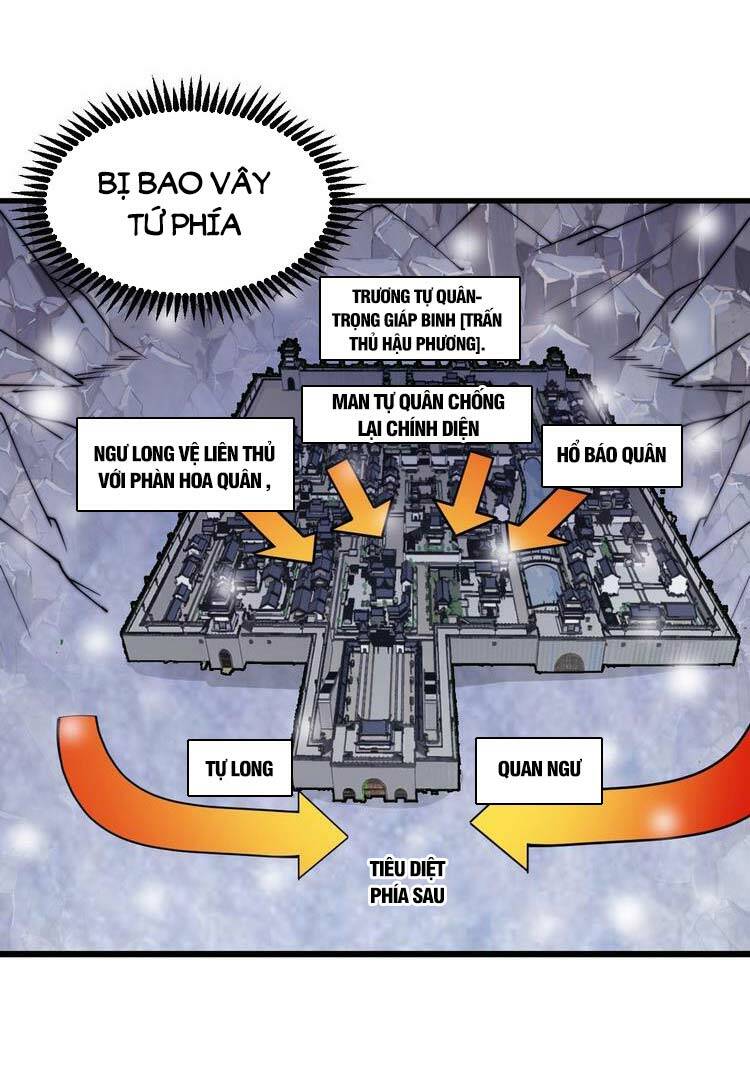 BỊ BAO VÂY
TỨ PHÍA
TRƯƠNG TỰ QUÂN-
TRỌNG GIÁP BINH [TRẤN
THỦ HẬU PHƯƠNG].
MAN TỰ QUÂN CHỐNG
LẠI CHÍNH DIỆN
NGƯ LONG VỆ LIÊN THỦ
VỚI PHÀN HOA QUÂN ,
HỔ BÁO QUÂN
TỰ LONG
QUAN NGƯ
TIÊU DIỆT
PHÍA SAU